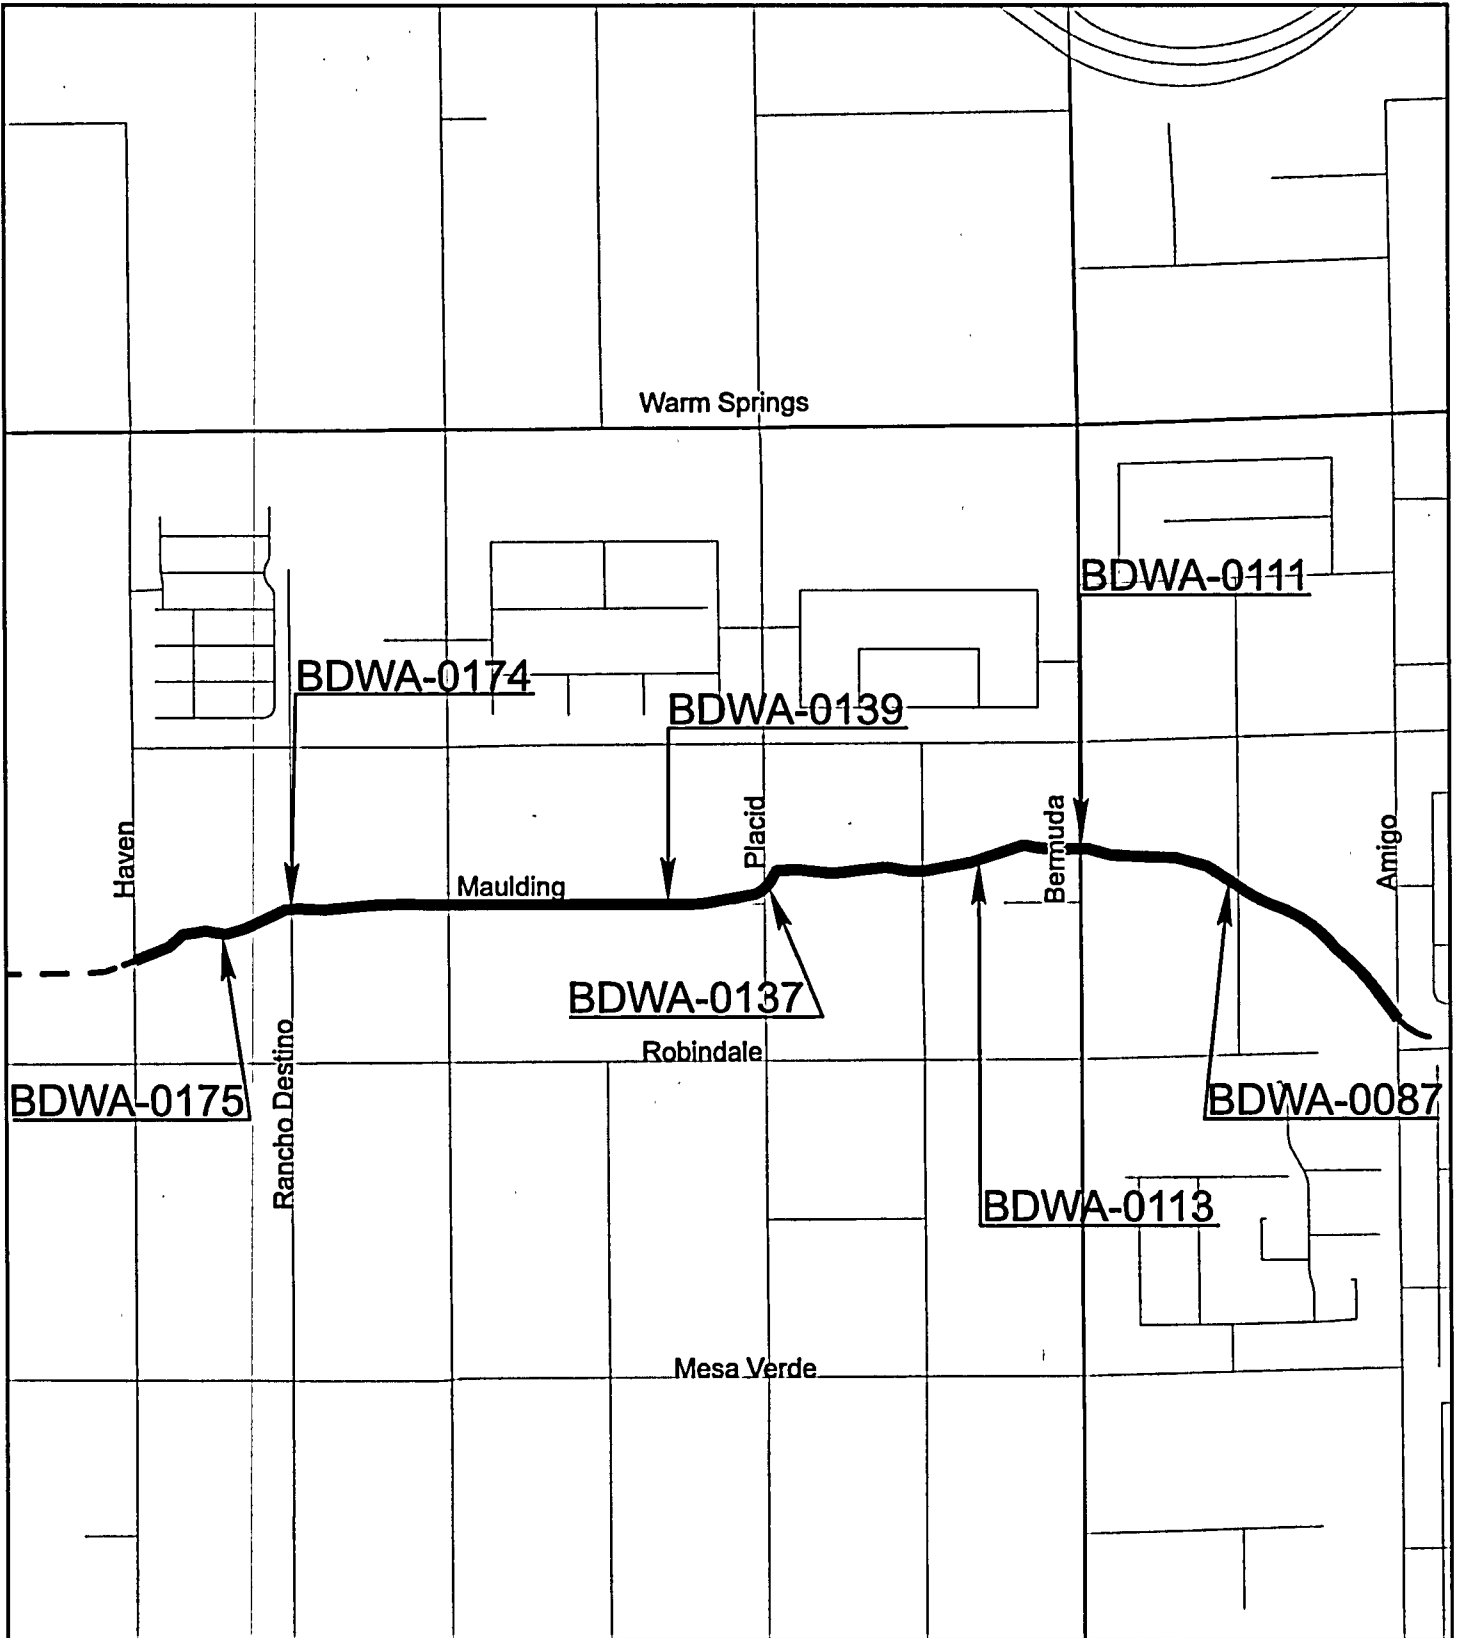 Warm Springs
BDWA-0111
BDWA-0174
BDWA-0139
Haven
Placid
Bermuda
Amigo
Maulding
BDWA-0137
Robindale
BDWA-0175
Rancho Destino
BDWA-0087
BDWA-0113
Mesa Verde